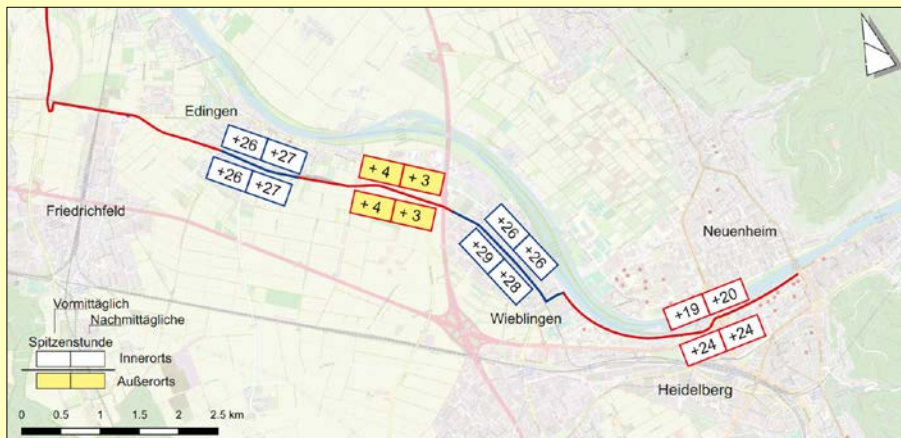 Edingen
+26 +27
+26 +27
+ 4 + 3
+ 4 + 3
Friedrichfeld
+26 +26
+29 +28
Neuenheim
Wieblingen
+19 +20
+24 +24
Heidelberg
Vormittäglich
Nachmittägliche
Spitzenstunde
Innerorts
Außerorts
0 0.5 1 1.5 2 2.5 km